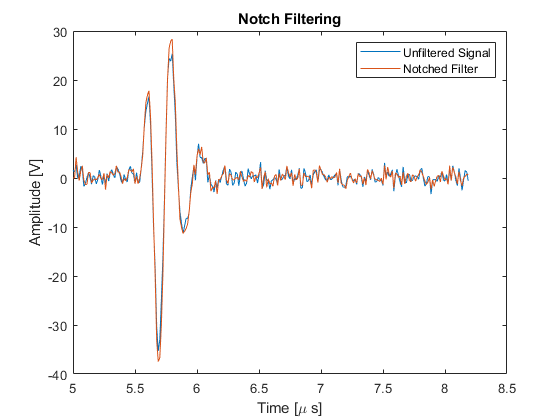 Notch Filtering
Unfiltered Signal
Notched Filter
30
20
10
0
-10
-20
-30
-40
Amplitude [V]
5 5.5 6 6.5 7 7.5 8 8.5
Time [μ s]